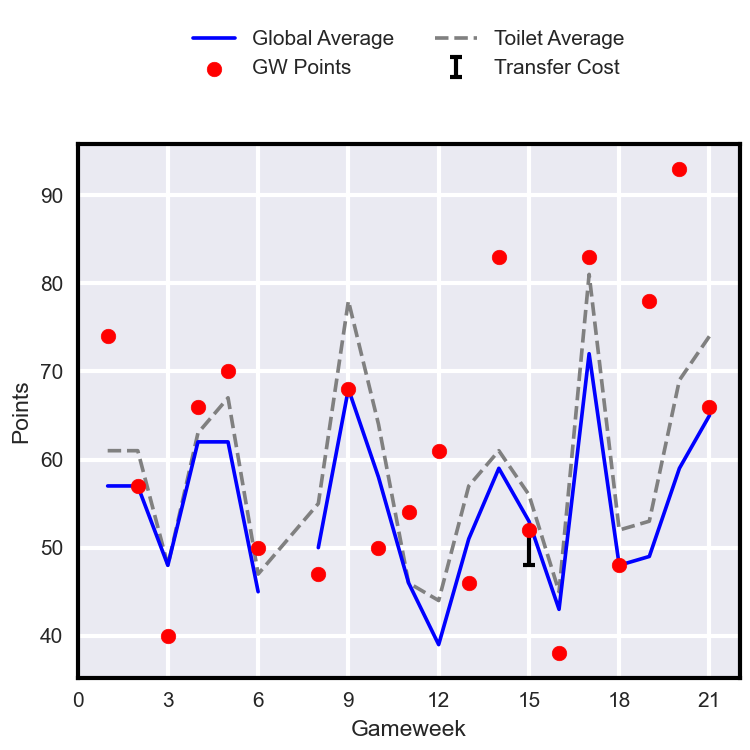 Global Average
Toilet Average
GW Points
Transfer Cost
90
80
70
60
50
40
Points
0 3 6 9 12 15 18 21
Gameweek